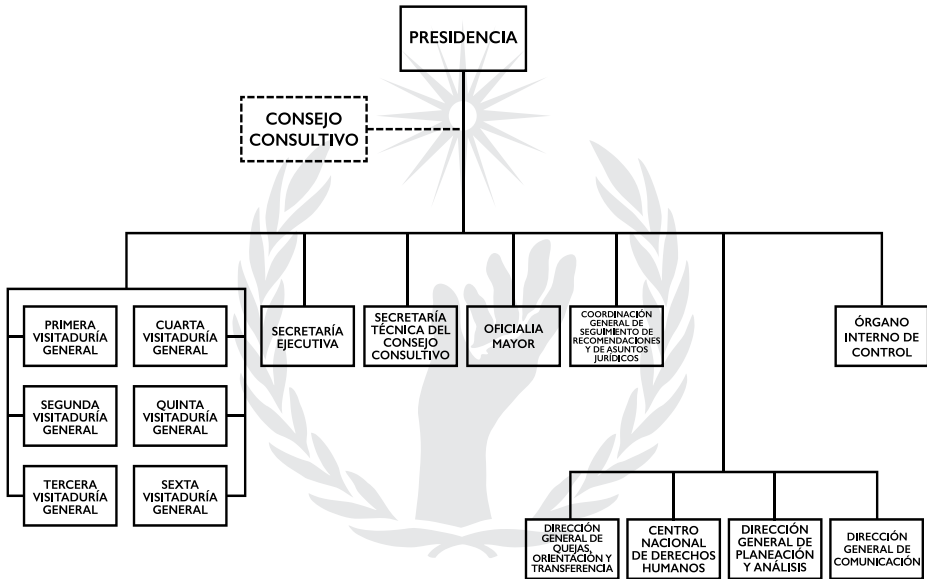 PRESIDENCIA
CONSEJO
CONSULTIVO
PRIMERA
VISITADURÍA
GENERAL
CUARTA
VISITADURÍA
GENERAL
SEGUNDA
VISITADURÍA
GENERAL
QUINTA
VISITADURÍA
GENERAL
TERCERA
VISITADURÍA
GENERAL
SEXTA
VISITADURÍA
GENERAL
SECRETARÍA
EJECUTIVA
SECRETARÍA
TÉCNICA DEL
CONSEJO
CONSULTIVO
OFICIALIA
MAYOR
COORDINACIÓN
GENERAL DE
SEGUIMIENTO DE
RECOMENDACIONES
Y DE ASUNTOS
JURÍDICOS
ÓRGANO
INTERNO DE
CONTROL
DIRECCIÓN
GENERAL DE
QUEJAS,
ORIENTACIÓN Y
TRANSFERENCIA
CENTRO
NACIONAL
DE DERECHOS
HUMANOS
DIRECCIÓN
GENERAL DE
PLANEACIÓN
Y ANÁLISIS
DIRECCIÓN
GENERAL DE
COMUNICACIÓN